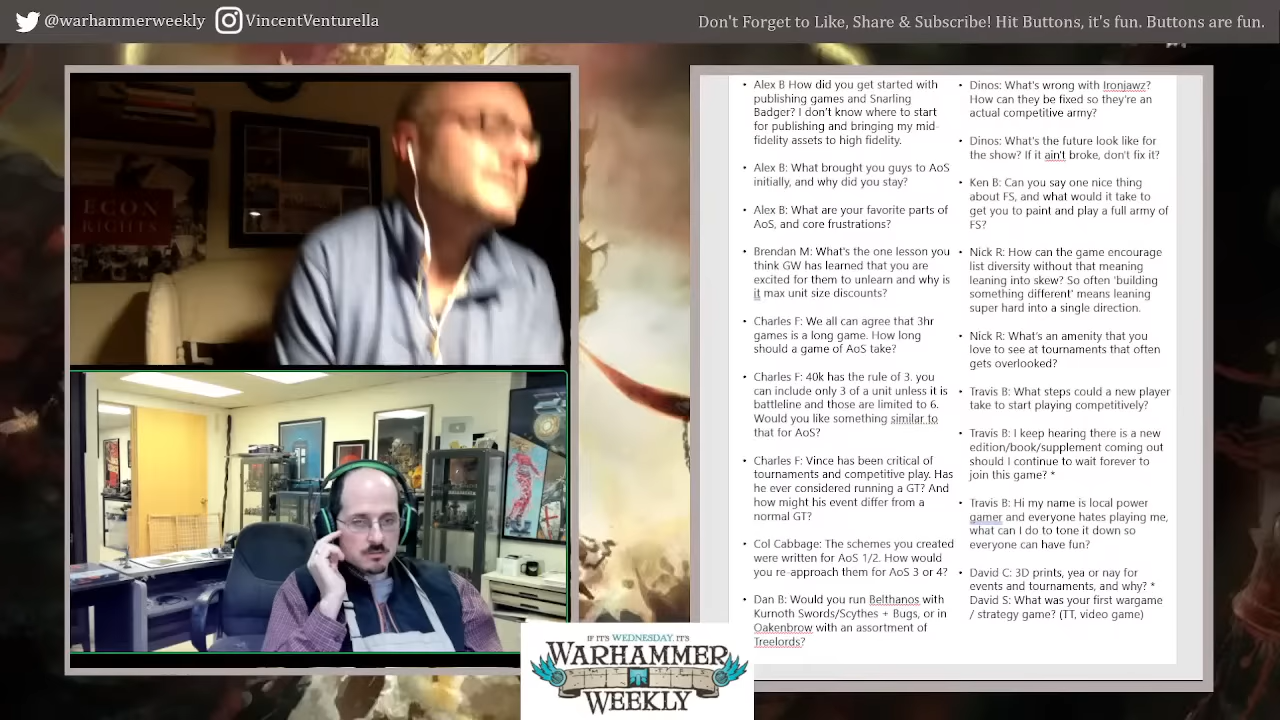 @warhammerweekly VincentVenturella
Don't Forget to Like, Share & Subscribe! Hit Buttons, it's fun. Buttons are fun.
ECON
RIGHTS
• Alex B How did you get started with
publishing games and Snarling
Badger? I don't know where to start
for publishing and bringing my mid-
fidelity assets to high fidelity.
• Alex B: What brought you guys to AoS
initially, and why did you stay?
• Alex B: What are your favorite parts of
AoS, and core frustrations?
• Brendan M: What's the one lesson you
think GW has learned that you are
excited for them to unlearn and why is
it max unit size discounts?
• Charles F: We all can agree that 3hr
games is a long game. How long
should a game of AoS take?
• Charles F: 40k has the rule of 3. you
can include only 3 of a unit unless it is
battleline and those are limited to 6.
Would you like something similar to
that for AoS?
• Charles F: Vince has been critical of
tournaments and competitive play. Has
he ever considered running a GT? And
how might his event differ from a
normal GT?
• Col Cabbage: The schemes you created
were written for AoS 1/2. How would
you re-approach them for AoS 3 or 4?
• Dan B: Would you run Belthanos with
Kurnoth Swords/Scythes + Bugs, or in
Oakenbrow with an assortment of
Treelords?
• Dinos: What's wrong with Ironjawz?
How can they be fixed so they're an
actual competitive army?
• Dinos: What's the future look like for
the show? If it ain't broke, don't fix it?
• Ken B: Can you say one nice thing
about FS, and what would it take to
get you to paint and play a full army of
FS?
• Nick R: How can the game encourage
list diversity without that meaning
leaning into skew? So often 'building
something different' means leaning
super hard into a single direction.
• Nick R: What's an amenity that you
love to see at tournaments that often
gets overlooked?
• Travis B: What steps could a new player
take to start playing competitively?
• Travis B: I keep hearing there is a new
edition/book/supplement coming out
should I continue to wait forever to
join this game? *
• Travis B: Hi my name is local power
gamer and everyone hates playing me,
what can I do to tone it down so
everyone can have fun?
• David C: 3D prints, yea or nay for
events and tournaments, and why? *
David S: What was your first wargame
/ strategy game? (TT, video game)
IF IT'S WEDNESDAY, IT'S
WARHAMMER
WEEKLY